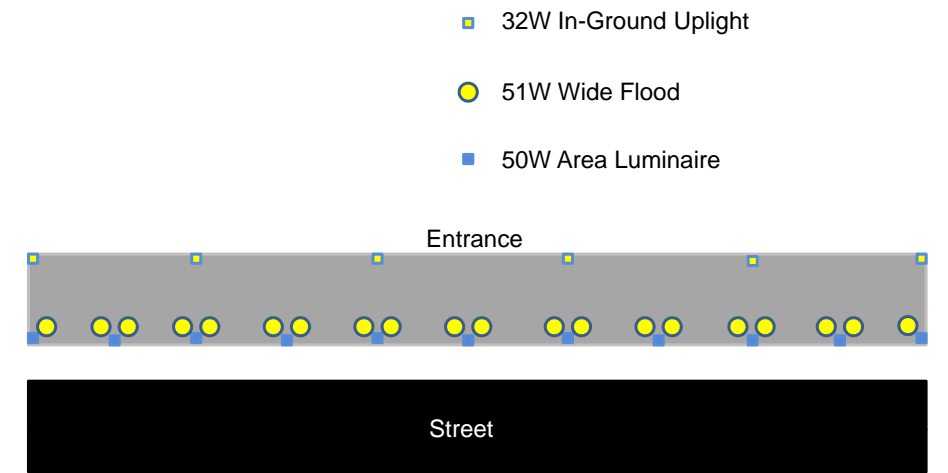 32W In-Ground Uplight
51W Wide Flood
50W Area Luminaire
Entrance
Street